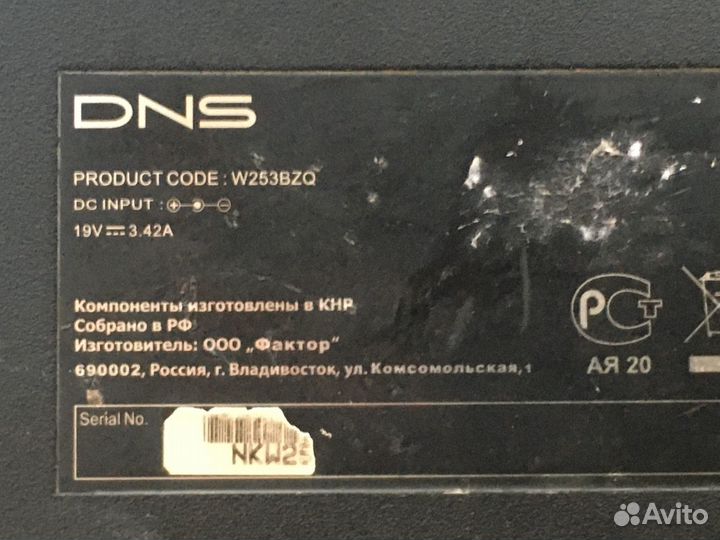 DNS
PRODUCT CODE : W253BZQ
DC INPUT :
19V 3.42A
Компоненты изготовлены в КНР
Собрано в РФ
Изготовитель: ООО „Фактор"
690002, Россия, г. Владивосток, ул. Комсомольская,1
РСТ
АЯ 20
Serial No.
NKW2
Avito